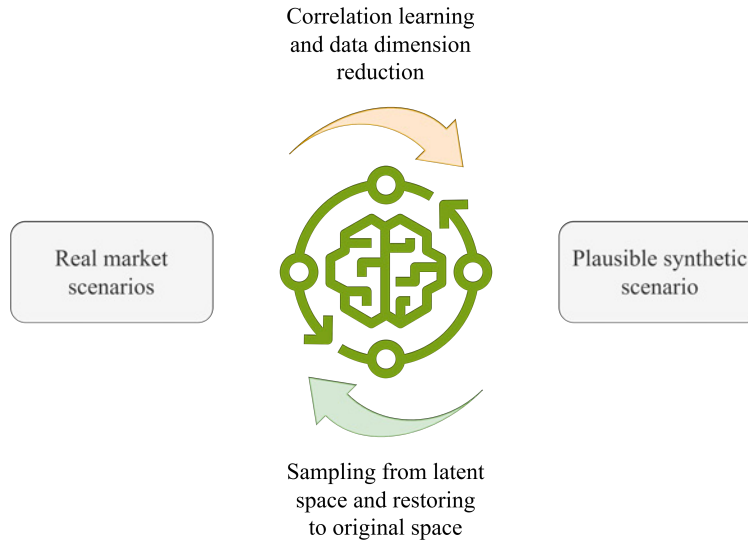 Correlation learning
and data dimension
reduction
Real market
scenarios
Plausible synthetic
scenario
Sampling from latent
space and restoring
to original space